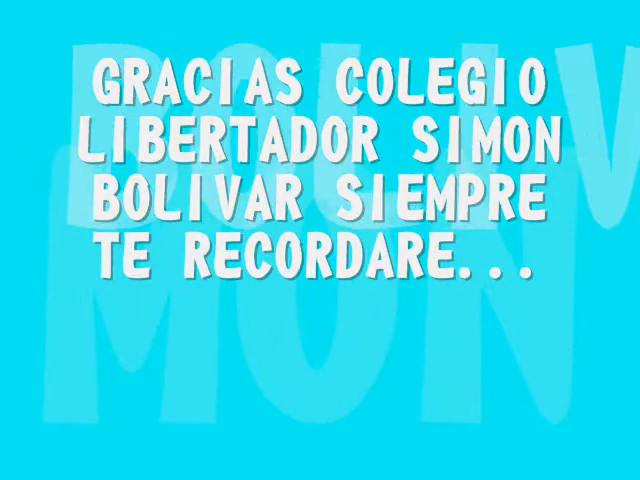 GRACIAS COLEGIO
LIBERTADOR SIMON
BOLIVAR SIEMPRE
TE RECORDARE...